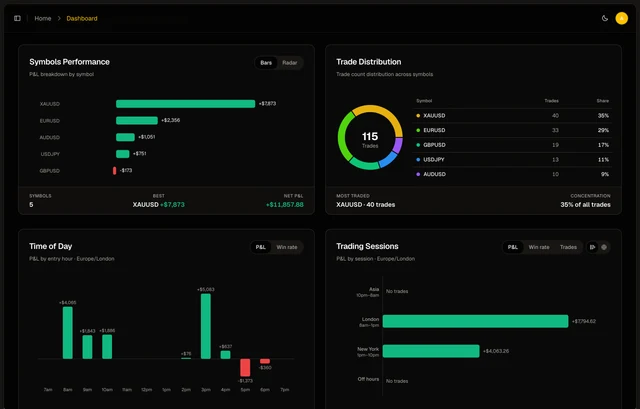 Home > Dashboard
Symbols Performance
P&L breakdown by symbol
Bars Radar
XAUUSD +$7,873
EURUSD +$2,356
AUDUSD +$1,051
USDJPY +$751
GBPUSD -$173
SYMBOLS BEST NET P&L
5 XAUUSD +$7,873 +$11,857.88
Trade Distribution
Trade count distribution across symbols
115
Trades
Symbol Trades Share
XAUUSD 40 35%
EURUSD 33 29%
GBPUSD 19 17%
USDJPY 13 11%
AUDUSD 10 9%
MOST TRADED CONCENTRATION
XAUUSD · 40 trades 35% of all trades
Time of Day
P&L by entry hour · Europe/London
P&L Win rate
+$4,065 +$1,843 +$1,866 +$76 +$5,063 +$637 -$1,373 -$360
7am 8am 9am 10am 11am 12pm 1pm 2pm 3pm 4pm 5pm 6pm 7pm
Trading Sessions
P&L by session · Europe/London
P&L Win rate Trades
Asia
10pm–8am
No trades
London
8am–1pm
+$7,794.62
New York
1pm–10pm
+$4,063.26
Off hours
No trades